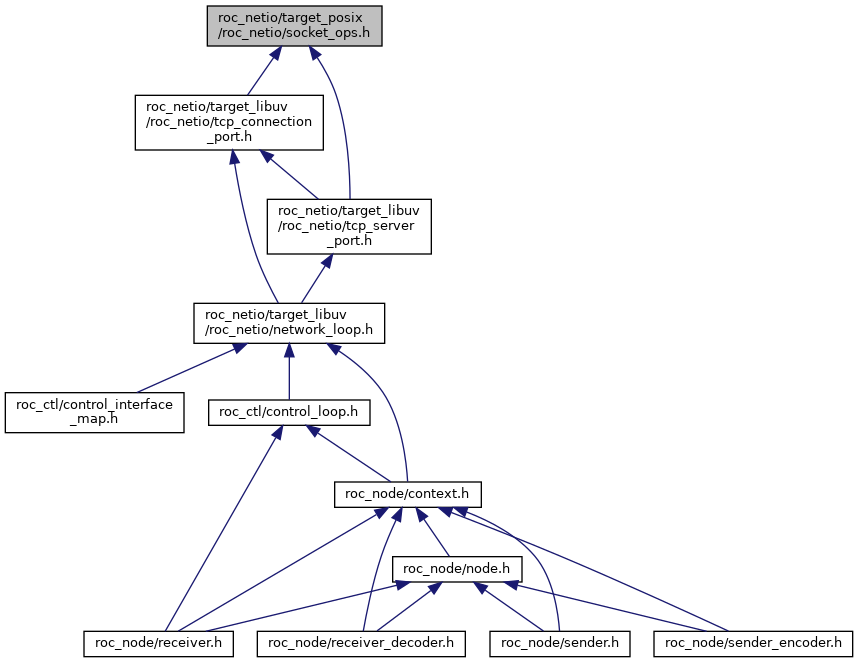 roc_netio/target_posix
/roc_netio/socket_ops.h
roc_netio/target_libuv
/roc_netio/tcp_connection
_port.h
roc_netio/target_libuv
/roc_netio/tcp_server
_port.h
roc_netio/target_libuv
/roc_netio/network_loop.h
roc_ctl/control_interface
_map.h
roc_ctl/control_loop.h
roc_node/context.h
roc_node/node.h
roc_node/receiver.h
roc_node/receiver_decoder.h
roc_node/sender.h
roc_node/sender_encoder.h